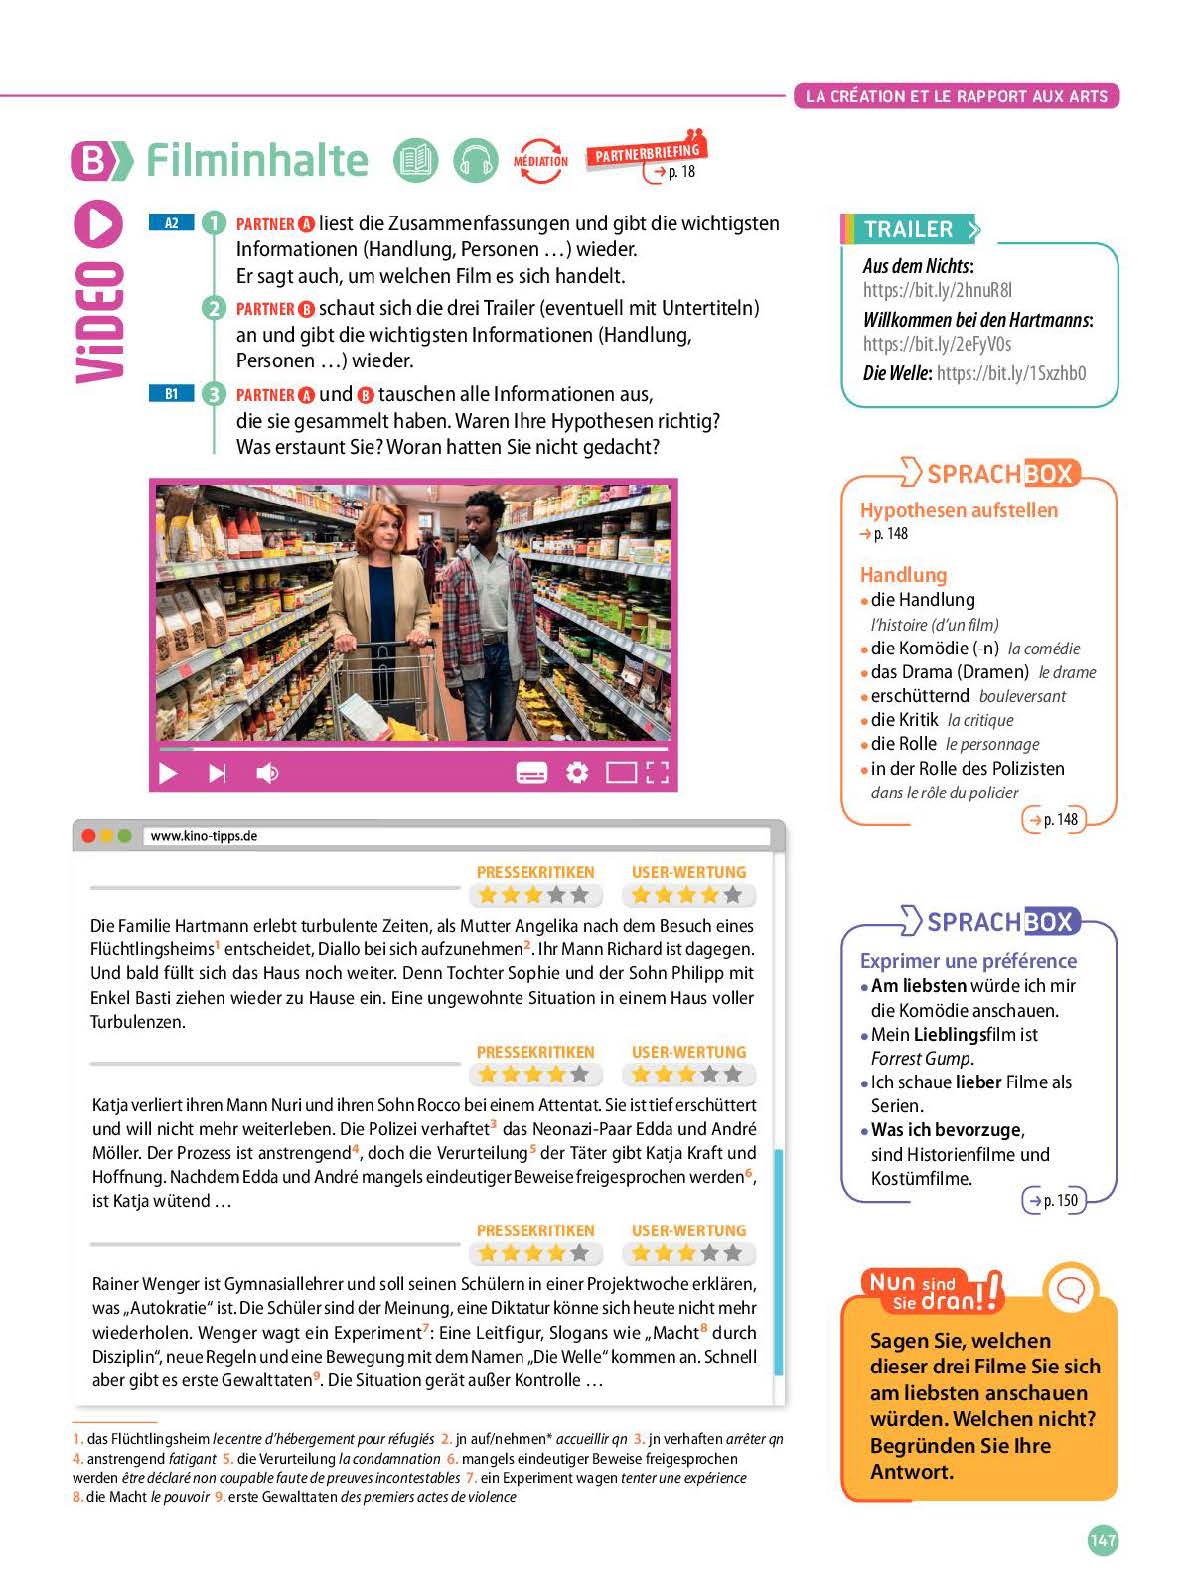 LA CRÉATION ET LE RAPPORT AUX ARTS
B Filminhalte
MÉDIATION
PARTNERBRIEFING
→ p. 18
ViDEO
A2
1 PARTNER A liest die Zusammenfassungen und gibt die wichtigsten
Informationen (Handlung, Personen …) wieder.
Er sagt auch, um welchen Film es sich handelt.
2 PARTNER B schaut sich die drei Trailer (eventuell mit Untertiteln)
an und gibt die wichtigsten Informationen (Handlung,
Personen …) wieder.
B1
3 PARTNER A und B tauschen alle Informationen aus,
die sie gesammelt haben. Waren Ihre Hypothesen richtig?
Was erstaunt Sie? Woran hatten Sie nicht gedacht?
TRAILER
Aus dem Nichts:
https://bit.ly/2hnuR8l
Willkommen bei den Hartmanns:
https://bit.ly/2eFyV0s
Die Welle: https://bit.ly/1Sxzhb0
SPRACHBOX
Hypothesen aufstellen
→ p. 148
Handlung
• die Handlung
l'histoire (d'un film)
• die Komödie (-n) la comédie
• das Drama (Dramen) le drame
• erschütternd bouleversant
• die Kritik la critique
• die Rolle le personnage
• in der Rolle des Polizisten
dans le rôle du policier
→ p. 148
www.kino-tipps.de
PRESSEKRITIKEN USER-WERTUNG
Die Familie Hartmann erlebt turbulente Zeiten, als Mutter Angelika nach dem Besuch eines
Flüchtlingsheims1 entscheidet, Diallo bei sich aufzunehmen2. Ihr Mann Richard ist dagegen.
Und bald füllt sich das Haus noch weiter. Denn Tochter Sophie und der Sohn Philipp mit
Enkel Basti ziehen wieder zu Hause ein. Eine ungewohnte Situation in einem Haus voller
Turbulenzen.
PRESSEKRITIKEN USER-WERTUNG
Katja verliert ihren Mann Nuri und ihren Sohn Rocco bei einem Attentat. Sie ist tief erschüttert
und will nicht mehr weiterleben. Die Polizei verhaftet3 das Neonazi-Paar Edda und André
Möller. Der Prozess ist anstrengend4, doch die Verurteilung5 der Täter gibt Katja Kraft und
Hoffnung. Nachdem Edda und André mangels eindeutiger Beweise freigesprochen werden6,
ist Katja wütend …
PRESSEKRITIKEN USER-WERTUNG
Rainer Wenger ist Gymnasiallehrer und soll seinen Schülern in einer Projektwoche erklären,
was „Autokratie“ ist. Die Schüler sind der Meinung, eine Diktatur könne sich heute nicht mehr
wiederholen. Wenger wagt ein Experiment7: Eine Leitfigur, Slogans wie „Macht8 durch
Disziplin“, neue Regeln und eine Bewegung mit dem Namen „Die Welle“ kommen an. Schnell
aber gibt es erste Gewalttaten9. Die Situation gerät außer Kontrolle …
1. das Flüchtlingsheim le centre d'hébergement pour réfugiés 2. jn auf/nehmen* accueillir qn 3. jn verhaften arrêter qn
4. anstrengend fatigant 5. die Verurteilung la condamnation 6. mangels eindeutiger Beweise freigesprochen
werden être déclaré non coupable faute de preuves incontestables 7. ein Experiment wagen tenter une expérience
8. die Macht le pouvoir 9. erste Gewalttaten des premiers actes de violence
SPRACHBOX
Exprimer une préférence
• Am liebsten würde ich mir
die Komödie anschauen.
• Mein Lieblingsfilm ist
Forrest Gump.
• Ich schaue lieber Filme als
Serien.
• Was ich bevorzuge,
sind Historienfilme und
Kostümfilme.
→ p. 150
Nun sind
Sie dran!!
Sagen Sie, welchen
dieser drei Filme Sie sich
am liebsten anschauen
würden. Welchen nicht?
Begründen Sie Ihre
Antwort.
147